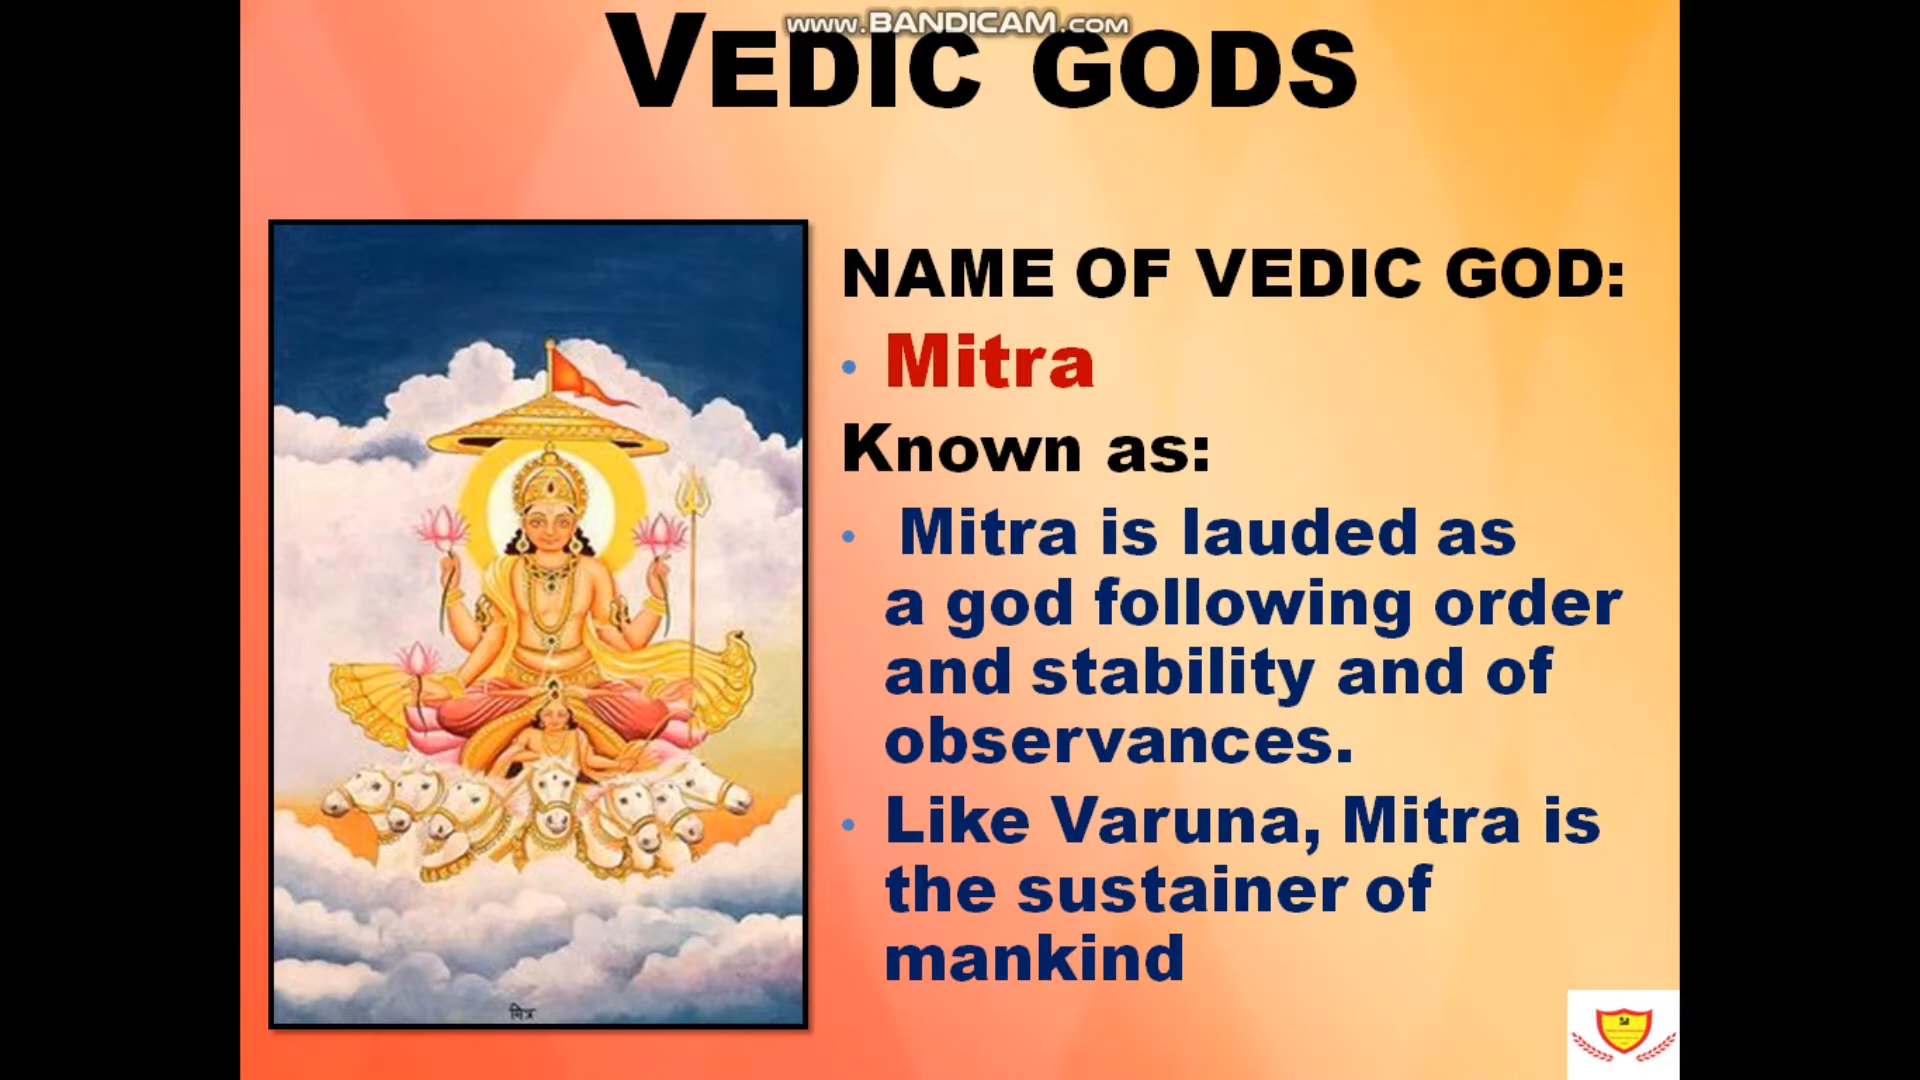 www.BANDICAM.com
VEDIC GODS
NAME OF VEDIC GOD:
• Mitra
Known as:
• Mitra is lauded as
a god following order
and stability and of
observances.
• Like Varuna, Mitra is
the sustainer of
mankind
मित्र